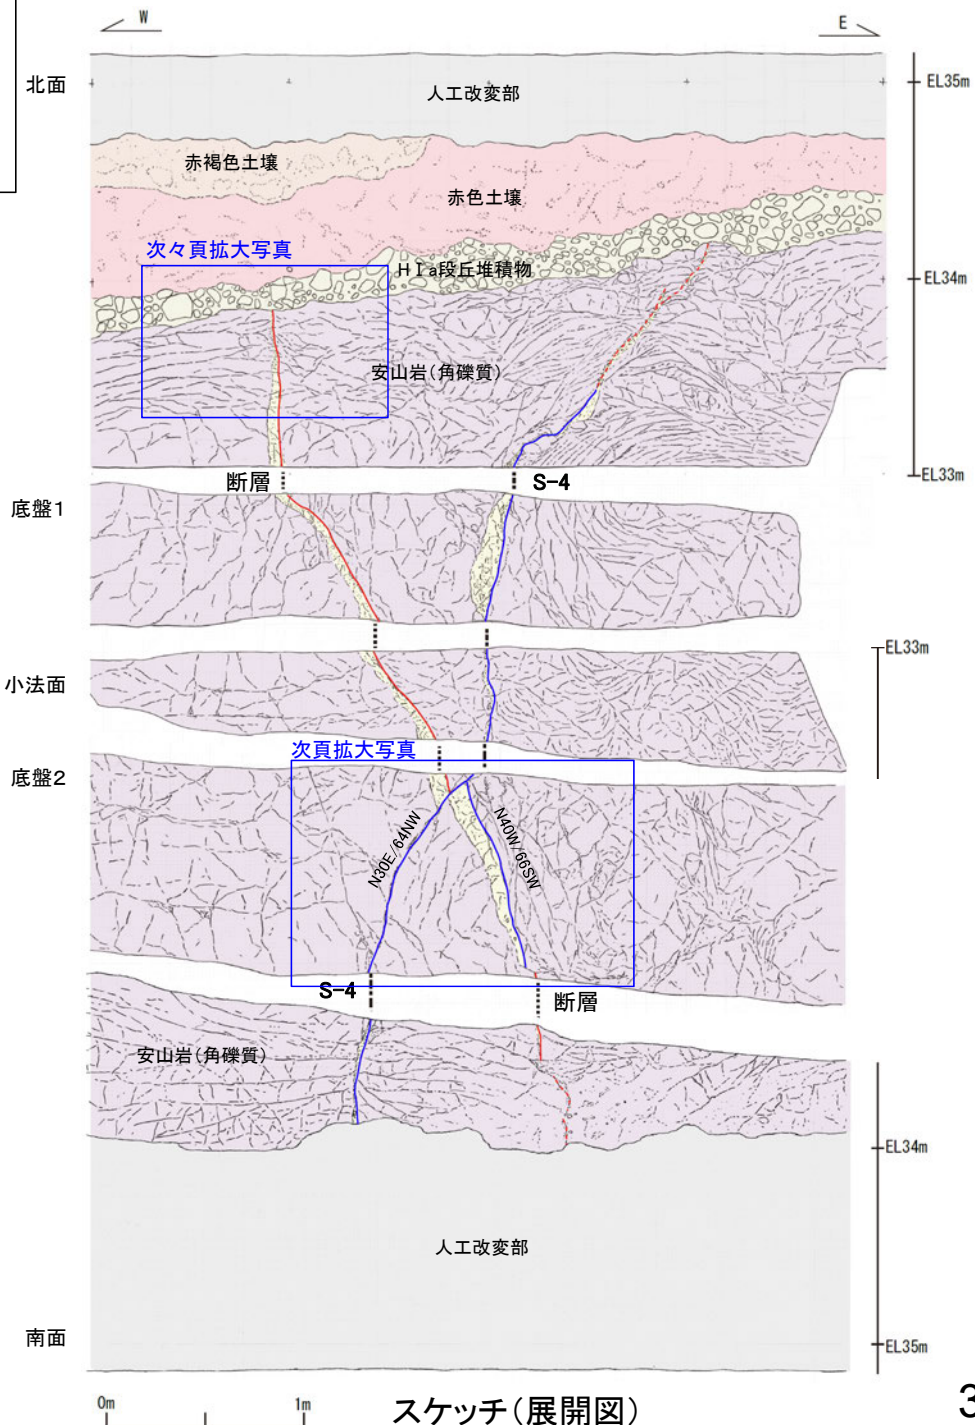 W
E
北面
EL35m
人工改変部
赤褐色土壌
赤色土壌
次々頁拡大写真
HⅠa段丘堆積物
EL34m
安山岩(角礫質)
EL33m
断層
S-4
底盤1
EL33m
小法面
次頁拡大写真
底盤2
N30E/64NW
N40W/66SW
S-4
断層
安山岩(角礫質)
EL34m
人工改変部
南面
EL35m
0m
1m
スケッチ(展開図)